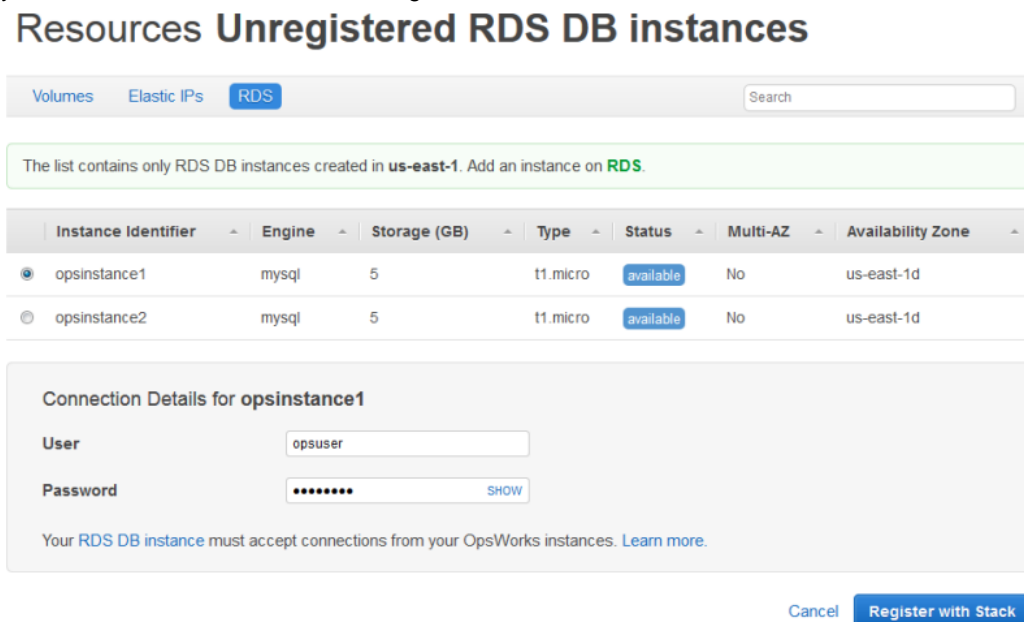 Resources Unregistered RDS DB instances
Volumes Elastic IPs RDS Search
The list contains only RDS DB instances created in us-east-1. Add an instance on RDS.
Instance Identifier Engine Storage (GB) Type Status Multi-AZ Availability Zone
opsinstance1 mysql 5 t1.micro available No us-east-1d
opsinstance2 mysql 5 t1.micro available No us-east-1d
Connection Details for opsinstance1
User opsuser
Password •••••••• SHOW
Your RDS DB instance must accept connections from your OpsWorks instances. Learn more.
Cancel Register with Stack